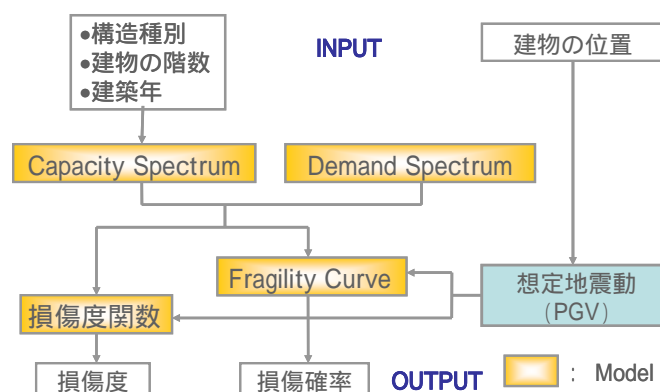 ●構造種別
●建物の階数
●建築年
INPUT
建物の位置
Capacity Spectrum
Demand Spectrum
Fragility Curve
想定地震動
(PGV)
損傷度関数
損傷度
損傷確率
OUTPUT
: Model